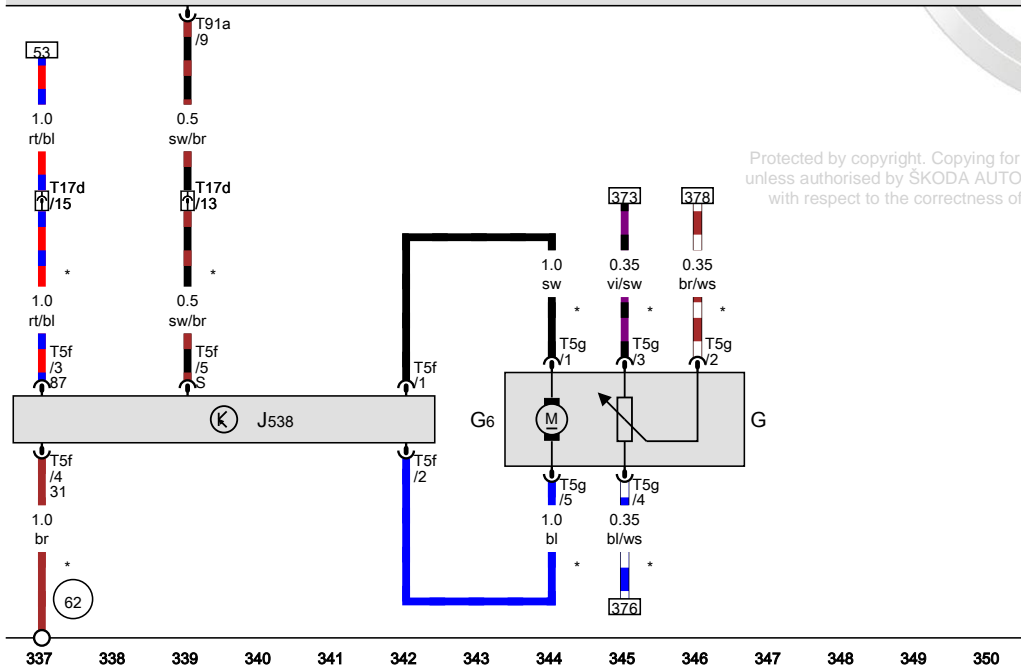 T91a
/9
53
1.0
rt/bl
0.5
sw/br
Protected by copyright. Copying for
unless authorised by ŠKODA AUTO
with respect to the correctness of
T17d
/15
T17d
/13
373
378
*
*
1.0
sw
0.35
vi/sw
0.35
br/ws
1.0
rt/bl
0.5
sw/br
*
*
*
T5f
/3
87
T5f
/5
S
T5f
/1
T5g
/1
T5g
/3
T5g
/2
J538
G6
M
G
T5f
/4
31
T5f
/2
T5g
/5
T5g
/4
1.0
br
1.0
bl
0.35
bl/ws
*
*
*
62
376
337 338 339 340 341 342 343 344 345 346 347 348 349 350